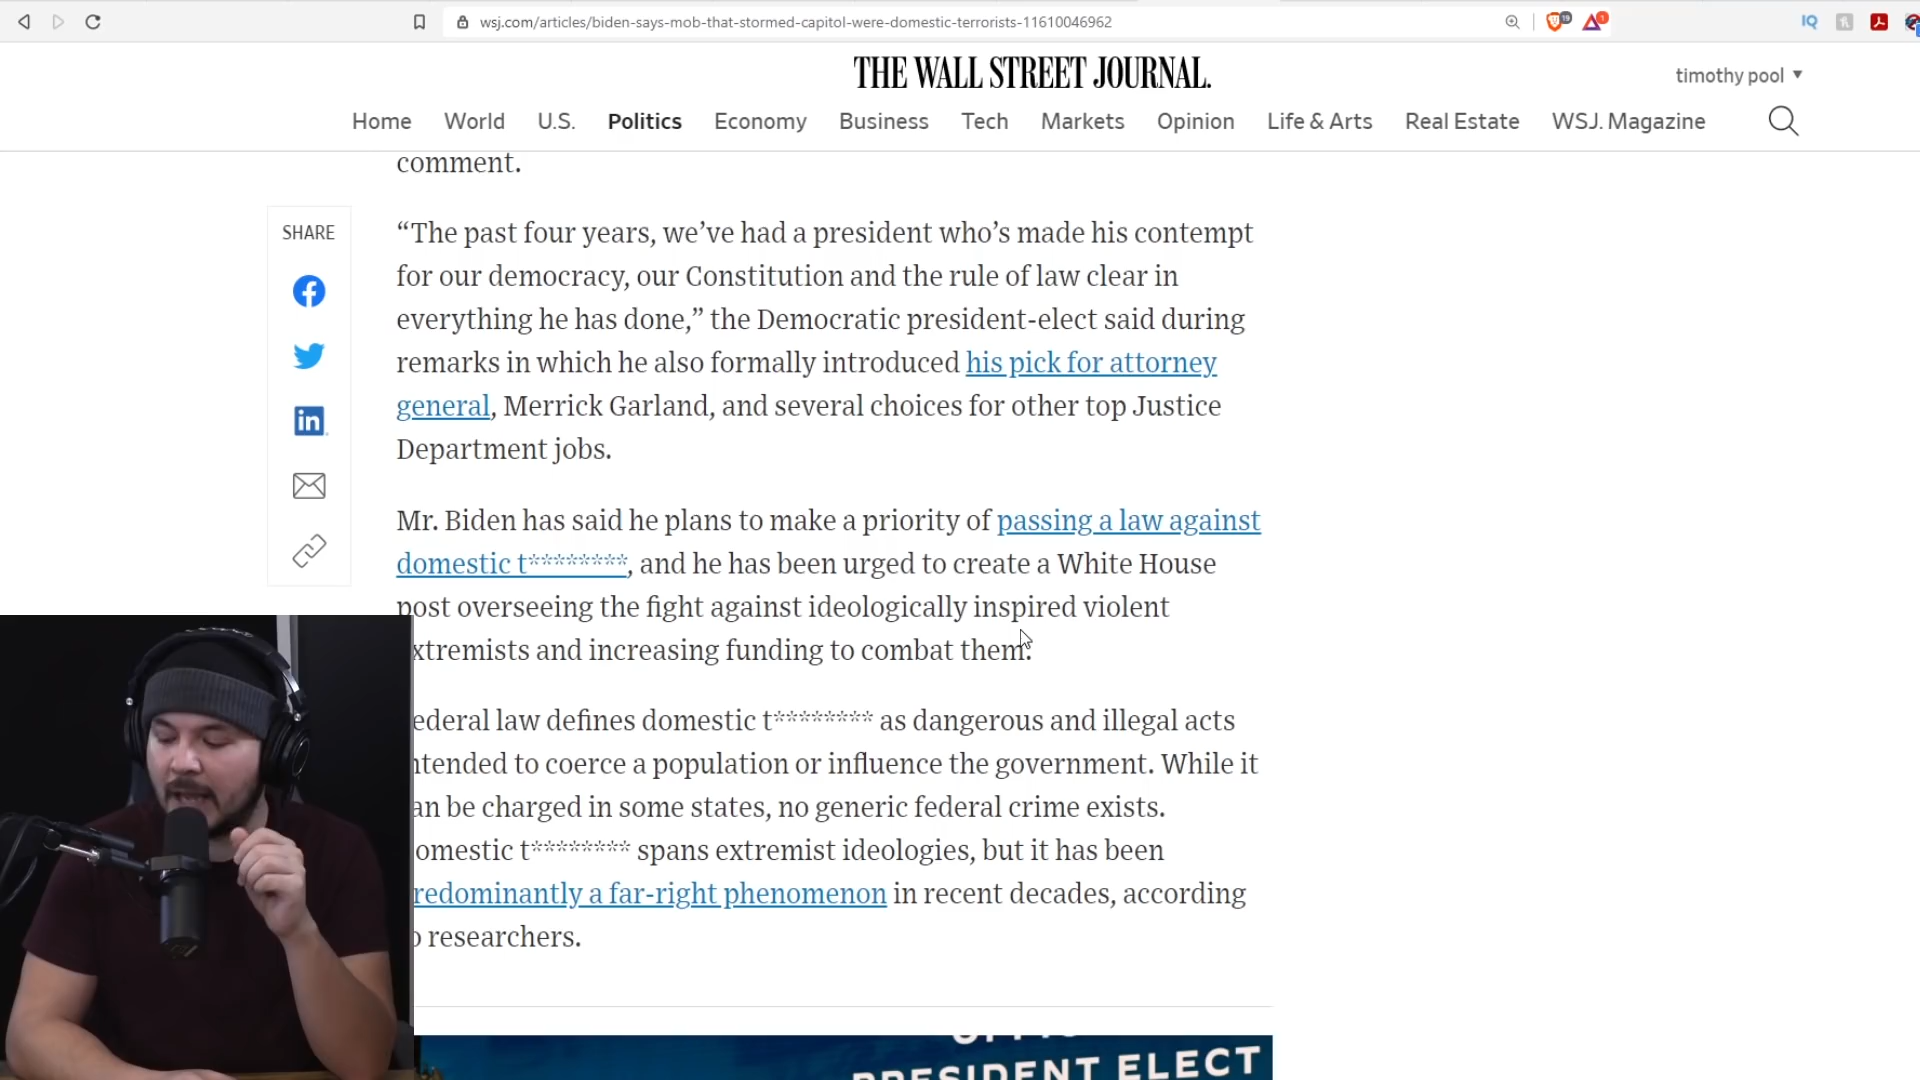 wsj.com/articles/biden-says-mob-that-stormed-capitol-were-domestic-terrorists-11610046962
19
1
IQ
THE WALL STREET JOURNAL.
timothy pool
Home World U.S. Politics Economy Business Tech Markets Opinion Life & Arts Real Estate WSJ. Magazine
comment.
SHARE
“The past four years, we’ve had a president who’s made his contempt
for our democracy, our Constitution and the rule of law clear in
everything he has done,” the Democratic president-elect said during
remarks in which he also formally introduced his pick for attorney
general, Merrick Garland, and several choices for other top Justice
Department jobs.
in
Mr. Biden has said he plans to make a priority of passing a law against
domestic t********, and he has been urged to create a White House
post overseeing the fight against ideologically inspired violent
xtremists and increasing funding to combat them.
ederal law defines domestic t******** as dangerous and illegal acts
ntended to coerce a population or influence the government. While it
an be charged in some states, no generic federal crime exists.
omestic t******** spans extremist ideologies, but it has been
redominantly a far-right phenomenon in recent decades, according
o researchers.
PRESIDENT ELECT